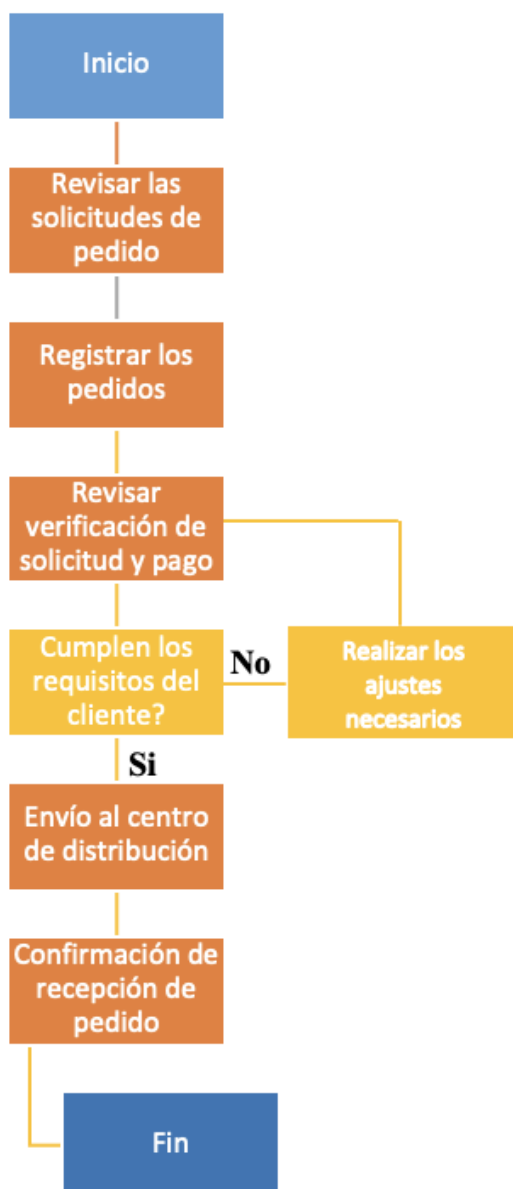 Inicio
Revisar las
solicitudes de
pedido
Registrar los
pedidos
Revisar
verificación de
solicitud y pago
Cumplen los
requisitos del
cliente?
No
Realizar los
ajustes
necesarios
Si
Envío al centro
de distribución
Confirmación de
recepción de
pedido
Fin